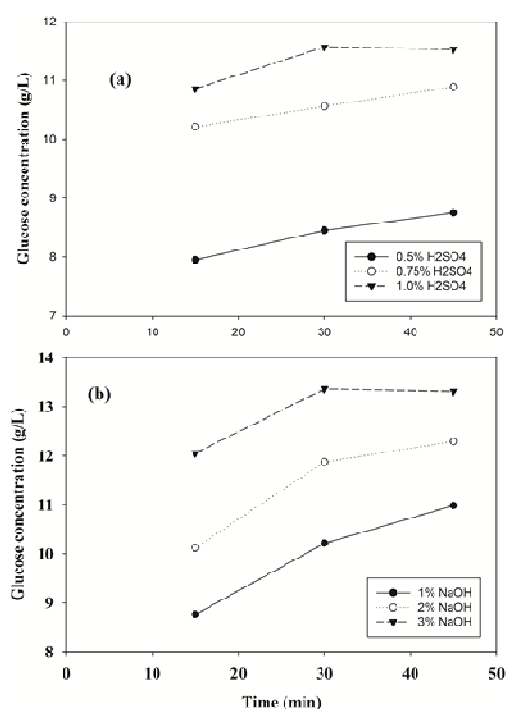 12
11
10
9
8
7
Glucose concentration (g/L)
(a)
0.5% H2SO4
0.75% H2SO4
1.0% H2SO4
0 10 20 30 40 50
14
13
12
11
10
9
8
Glucose concentration (g/L)
(b)
1% NaOH
2% NaOH
3% NaOH
0 10 20 30 40 50
Time (min)